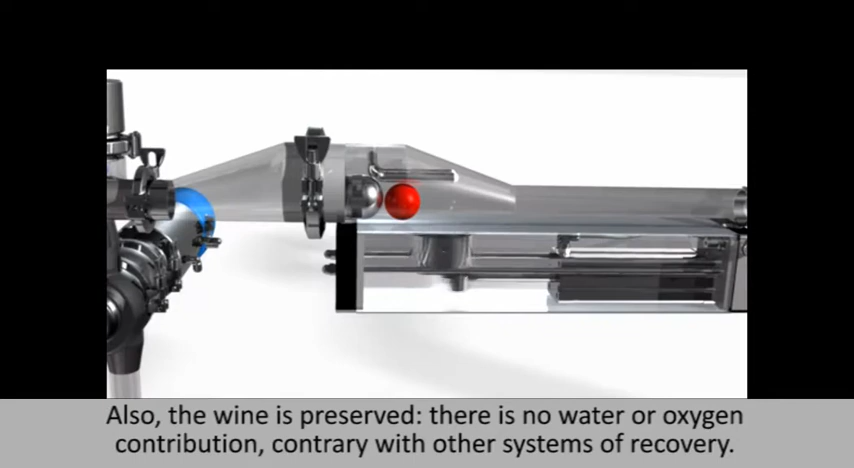 Also, the wine is preserved: there is no water or oxygen
contribution, contrary with other systems of recovery.